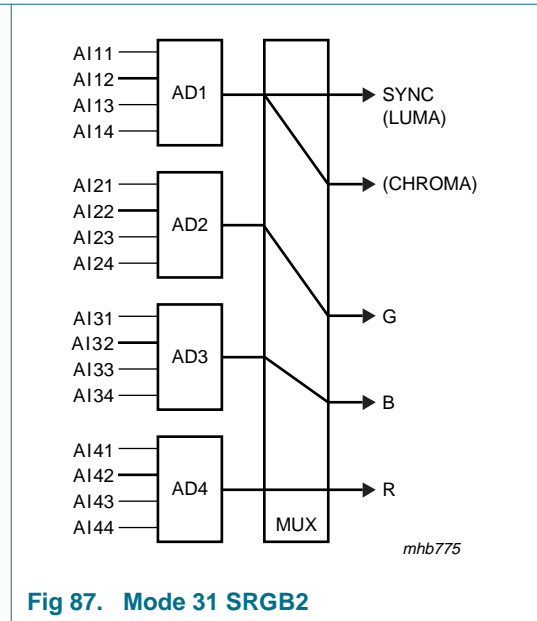 AI11
AI12
AI13
AI14
AD1
SYNC
(LUMA)
(CHROMA)
AI21
AI22
AI23
AI24
AD2
G
AI31
AI32
AI33
AI34
AD3
B
AI41
AI42
AI43
AI44
AD4
R
MUX
mhb775
Fig 87. Mode 31 SRGB2